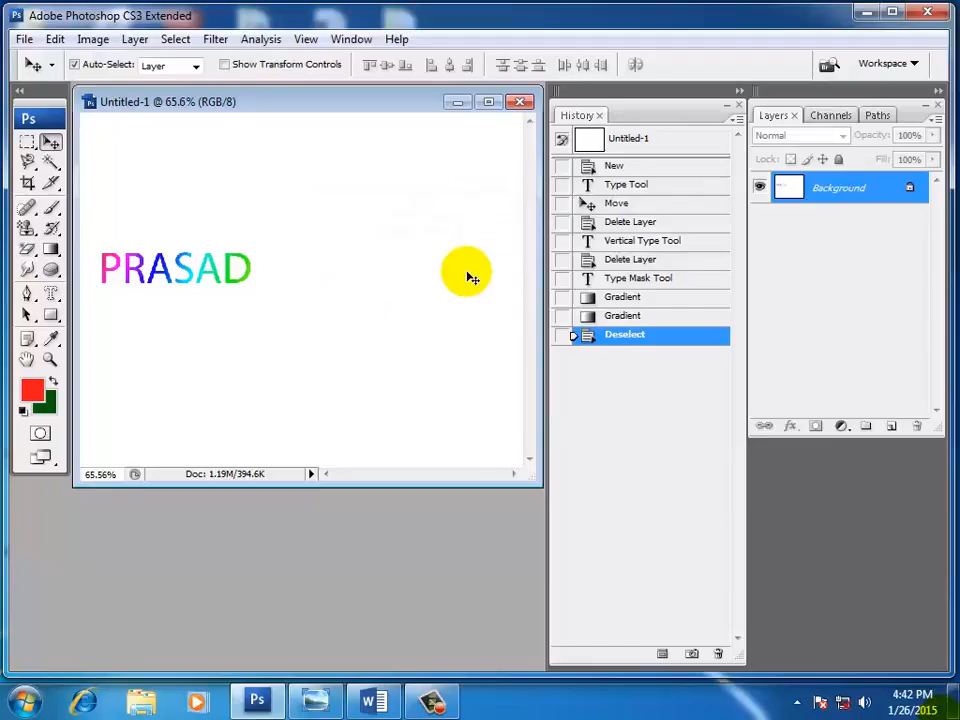 Ps Adobe Photoshop CS3 Extended
File Edit Image Layer Select Filter Analysis View Window Help
Auto-Select: Layer Show Transform Controls Workspace
Ps Untitled-1 @ 65.6% (RGB/8)
PRASAD
65.56% Doc: 1.19M/394.6K
History ×
Untitled-1
New
Type Tool
Move
Delete Layer
Vertical Type Tool
Delete Layer
Type Mask Tool
Gradient
Gradient
Deselect
Layers × Channels Paths
Normal Opacity: 100%
Lock: Fill: 100%
Background
fx
Ps W
4:42 PM
1/26/2015